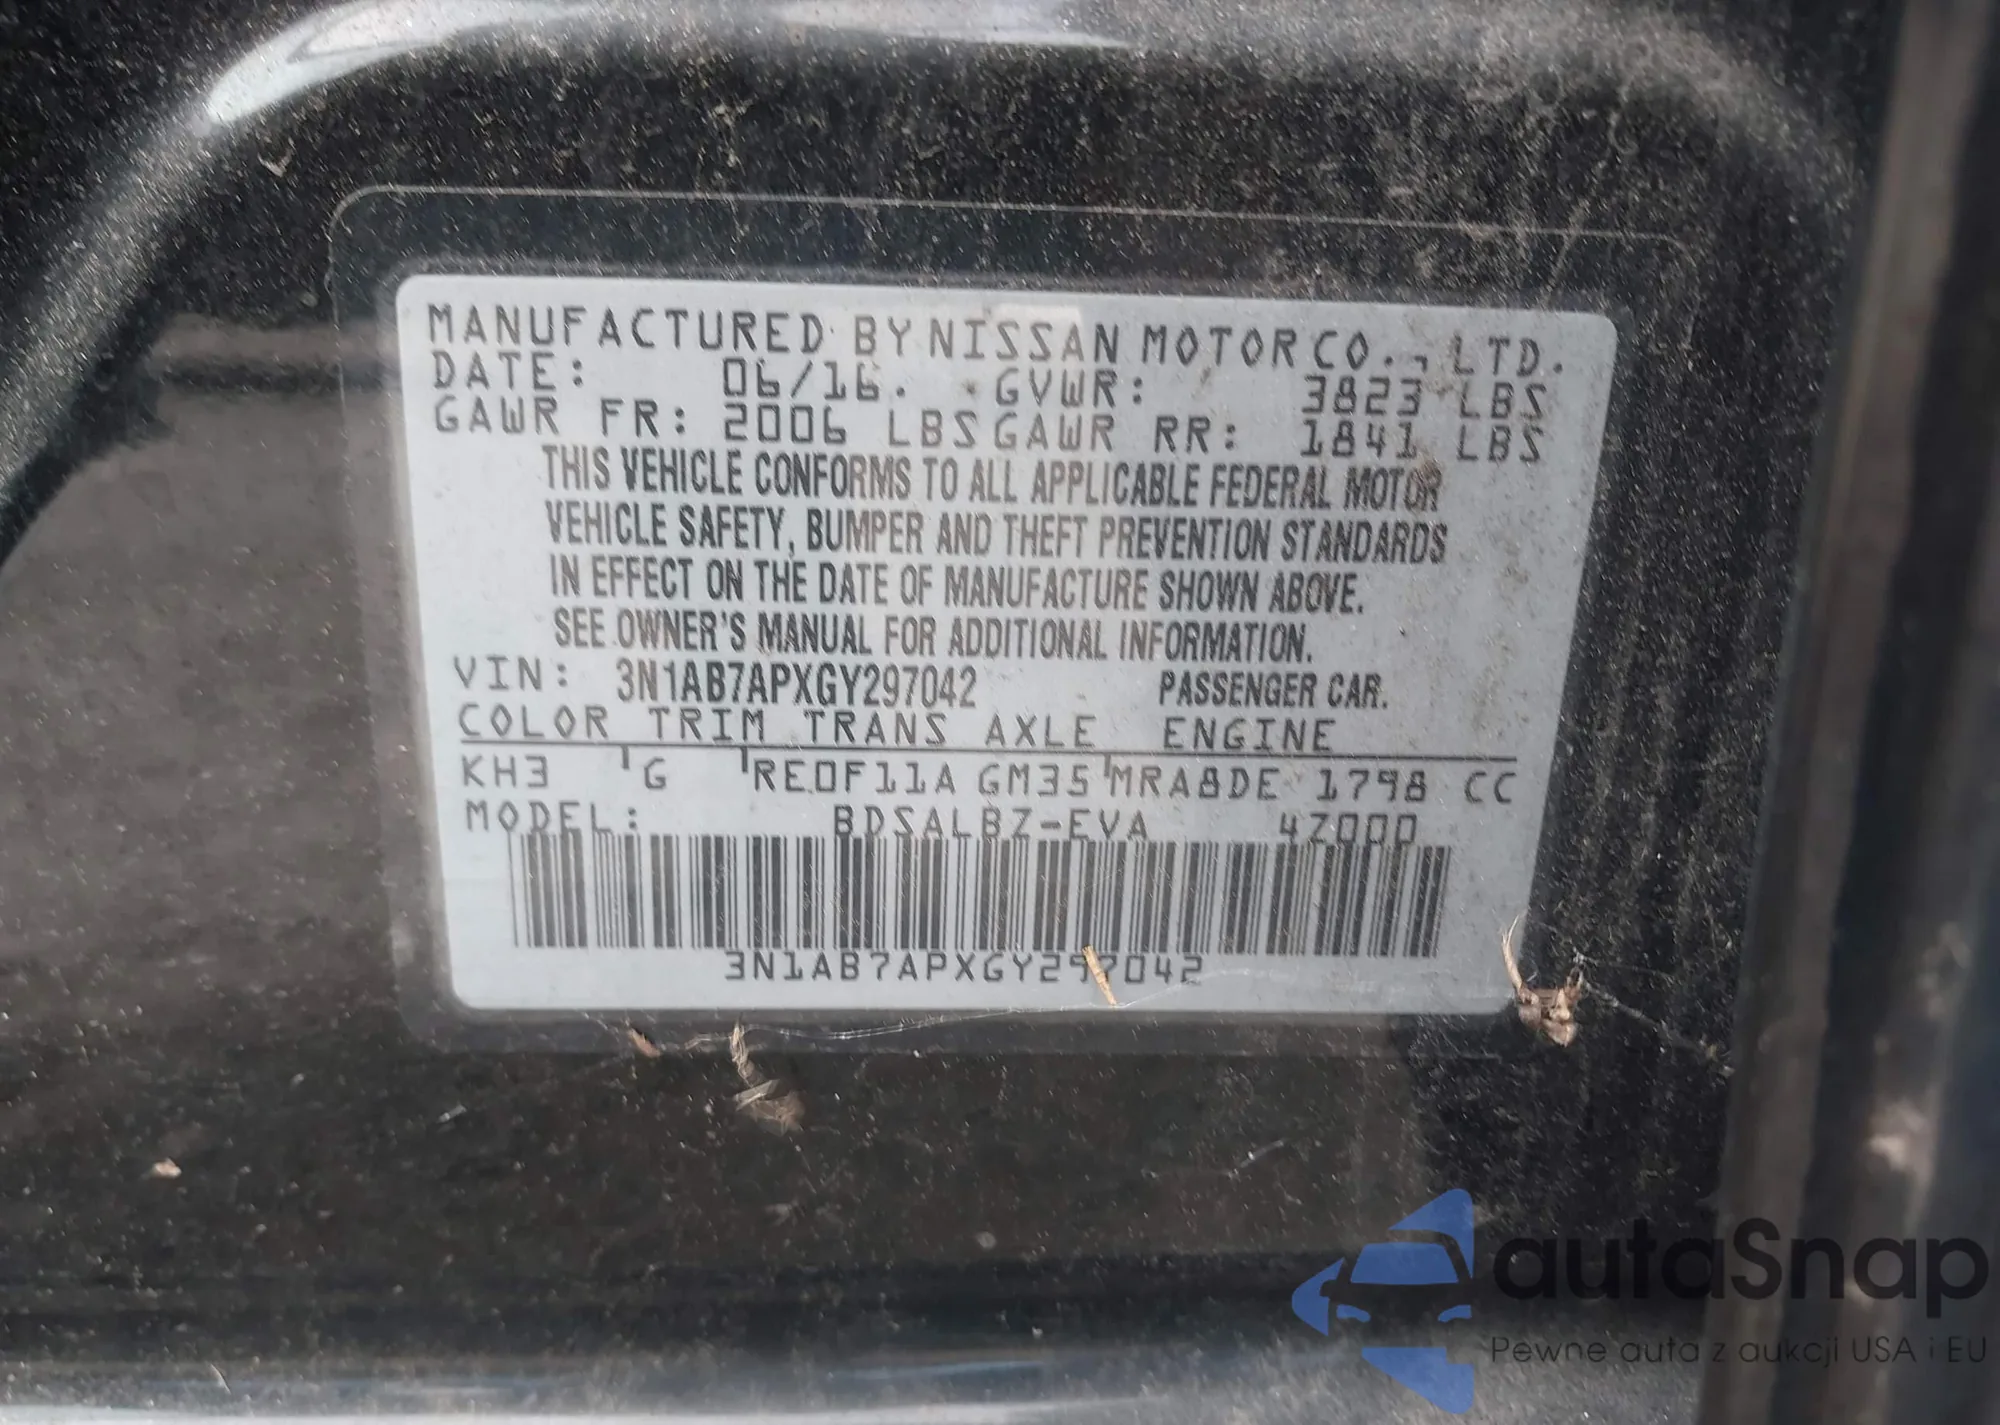 MANUFACTURED BY NISSAN MOTOR CO., LTD.
DATE: 06/16. GVWR: 3823 LBS
GAWR FR: 2006 LBS GAWR RR: 1841 LBS
THIS VEHICLE CONFORMS TO ALL APPLICABLE FEDERAL MOTOR
VEHICLE SAFETY, BUMPER AND THEFT PREVENTION STANDARDS
IN EFFECT ON THE DATE OF MANUFACTURE SHOWN ABOVE.
SEE OWNER'S MANUAL FOR ADDITIONAL INFORMATION.
VIN: 3N1AB7APXGY297042 PASSENGER CAR.
COLOR TRIM TRANS AXLE ENGINE
KH3 G RE0F11A GM35 MRA8DE 1798 CC
MODEL: BDSALBZ-EVA 4Z000
3N1AB7APXGY297042
autaSnap
Pewne auta z aukcji USA i EU